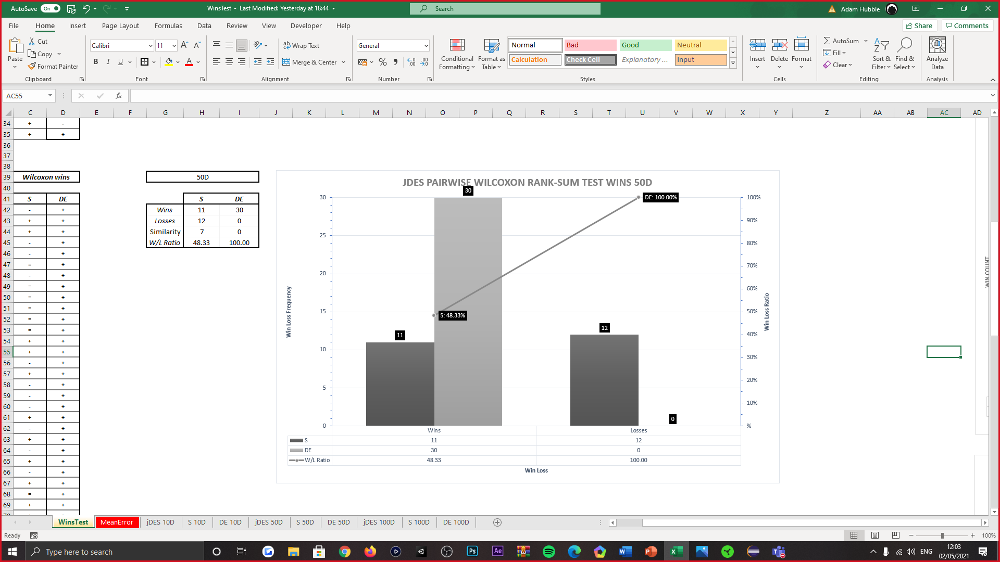 AutoSave On WinsTest - Last Modified: Yesterday at 18:44 Search Adam Hubble
File Home Insert Page Layout Formulas Data Review View Developer Help Share Comments
Paste Cut Copy Format Painter
Calibri 11
B I U A
Wrap Text
Merge & Center
General
%
Conditional Formatting
Format as Table
Normal Bad Good Neutral
Calculation Check Cell Explanatory ... Input
Insert Delete Format
AutoSum Fill Clear
Sort & Filter
Find & Select
Analyze Data
Clipboard Font Alignment Number Styles Cells Editing Analysis
AC55 fx
C D E F G H I J K L M N O P Q R S T U V W X Y Z AA AB AC AD
34 + -
35 + +
36
37
38
39 Wilcoxon wins 50D
40
41 S DE S DE
42 - + Wins 11 30
43 + + Losses 12 0
44 + + Similarity 7 0
45 - + W/L Ratio 48.33 100.00
46 - +
47 = +
48 - +
49 = +
50 = +
51 = +
52 = +
53 = +
54 + +
55 + +
56 - +
57 + +
58 - +
59 - +
60 - +
61 + +
62 - +
63 + +
64 - +
65 + +
66 - +
67 + +
68 = +
69 + +
JDES PAIRWISE WILCOXON RANK-SUM TEST WINS 50D
30
DE: 100.00%
S: 48.33%
11
12
0
30
25
20
15
10
5
0
Win Loss Frequency
100%
90%
80%
70%
60%
50%
40%
30%
20%
10%
%
Win Loss Ratio
Wins Losses
S 11 12
DE 30 0
W/L Ratio 48.33 100.00
Win Loss
WIN COUNT
WinsTest MeanError jDES 10D S 10D DE 10D jDES 50D S 50D DE 50D jDES 100D S 100D DE 100D
Ready 100%
Type here to search Ps Ae ENG 12:03
02/05/2021